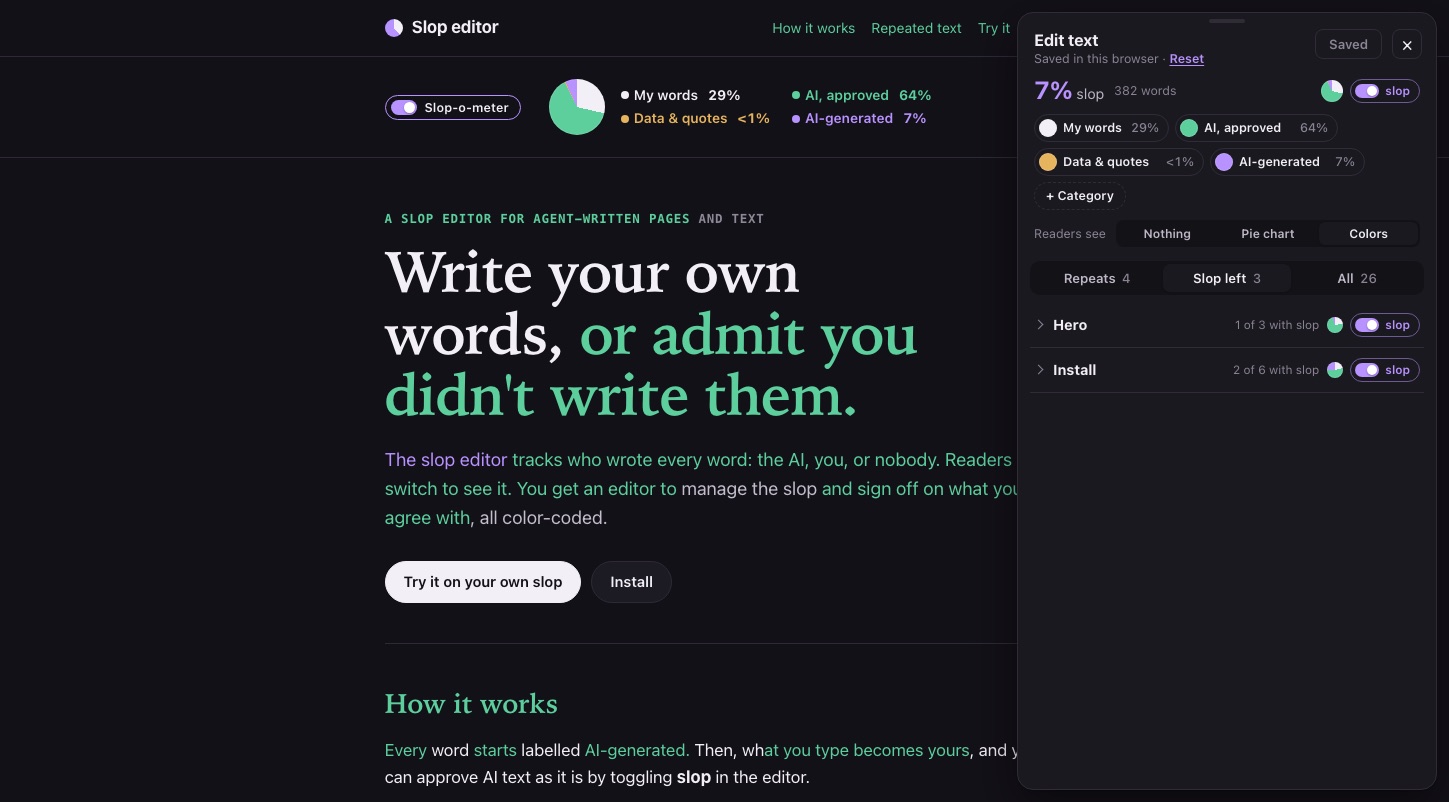 Slop editor
How it works
Repeated text
Try it
Slop-o-meter
My words 29%
AI, approved 64%
Data & quotes <1%
AI-generated 7%
A SLOP EDITOR FOR AGENT-WRITTEN PAGES AND TEXT
Write your own
words, or admit you
didn't write them.
The slop editor tracks who wrote every word: the AI, you, or nobody. Readers
switch to see it. You get an editor to manage the slop and sign off on what you
agree with, all color-coded.
Try it on your own slop
Install
How it works
Every word starts labelled AI-generated. Then, what you type becomes yours, and y
can approve AI text as it is by toggling slop in the editor.
Edit text
Saved in this browser · Reset
Saved
7% slop 382 words
slop
My words 29%
AI, approved 64%
Data & quotes <1%
AI-generated 7%
+ Category
Readers see
Nothing
Pie chart
Colors
Repeats 4
Slop left 3
All 26
Hero
1 of 3 with slop
slop
Install
2 of 6 with slop
slop